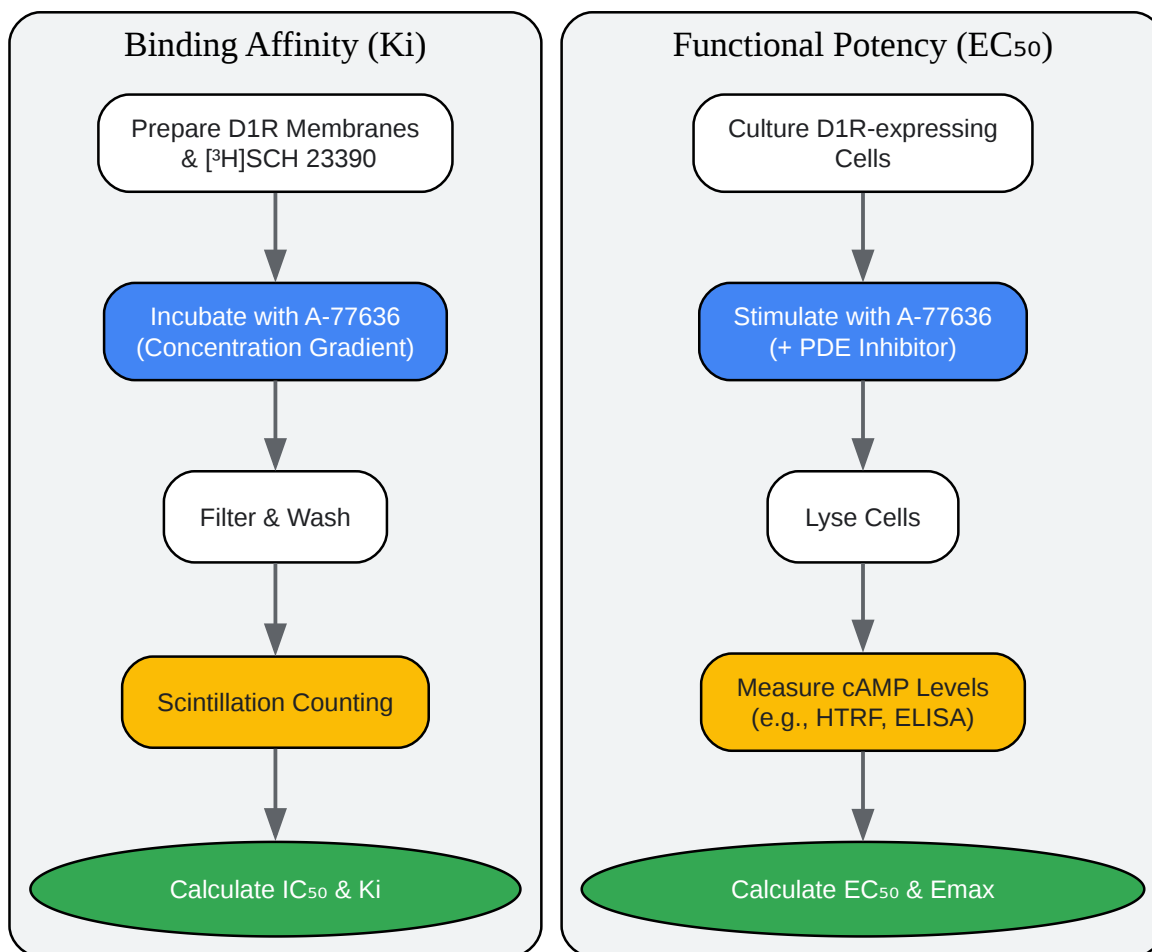 Binding Affinity (Ki)
Prepare D1R Membranes
& [³H]SCH 23390
Incubate with A-77636
(Concentration Gradient)
Filter & Wash
Scintillation Counting
Calculate IC₅₀ & Ki
Functional Potency (EC₅₀)
Culture D1R-expressing
Cells
Stimulate with A-77636
(+ PDE Inhibitor)
Lyse Cells
Measure cAMP Levels
(e.g., HTRF, ELISA)
Calculate EC₅₀ & Emax